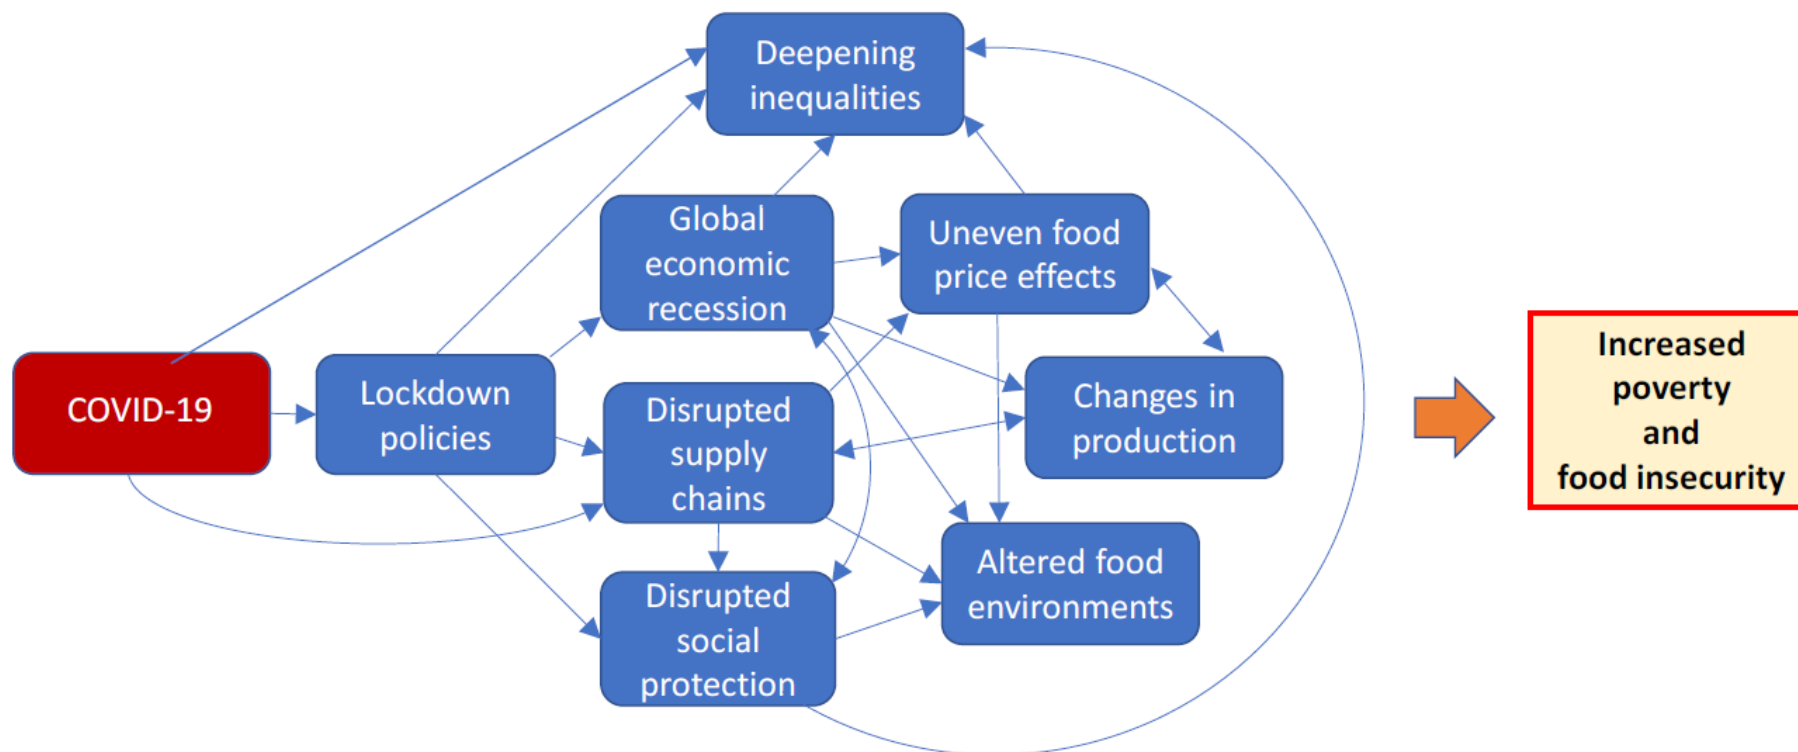 Deepening
inequalities
Global
economic
recession
Uneven food
price effects
COVID-19
Lockdown
policies
Disrupted
supply
chains
Changes in
production
Disrupted
social
protection
Altered food
environments
Increased
poverty
and
food insecurity